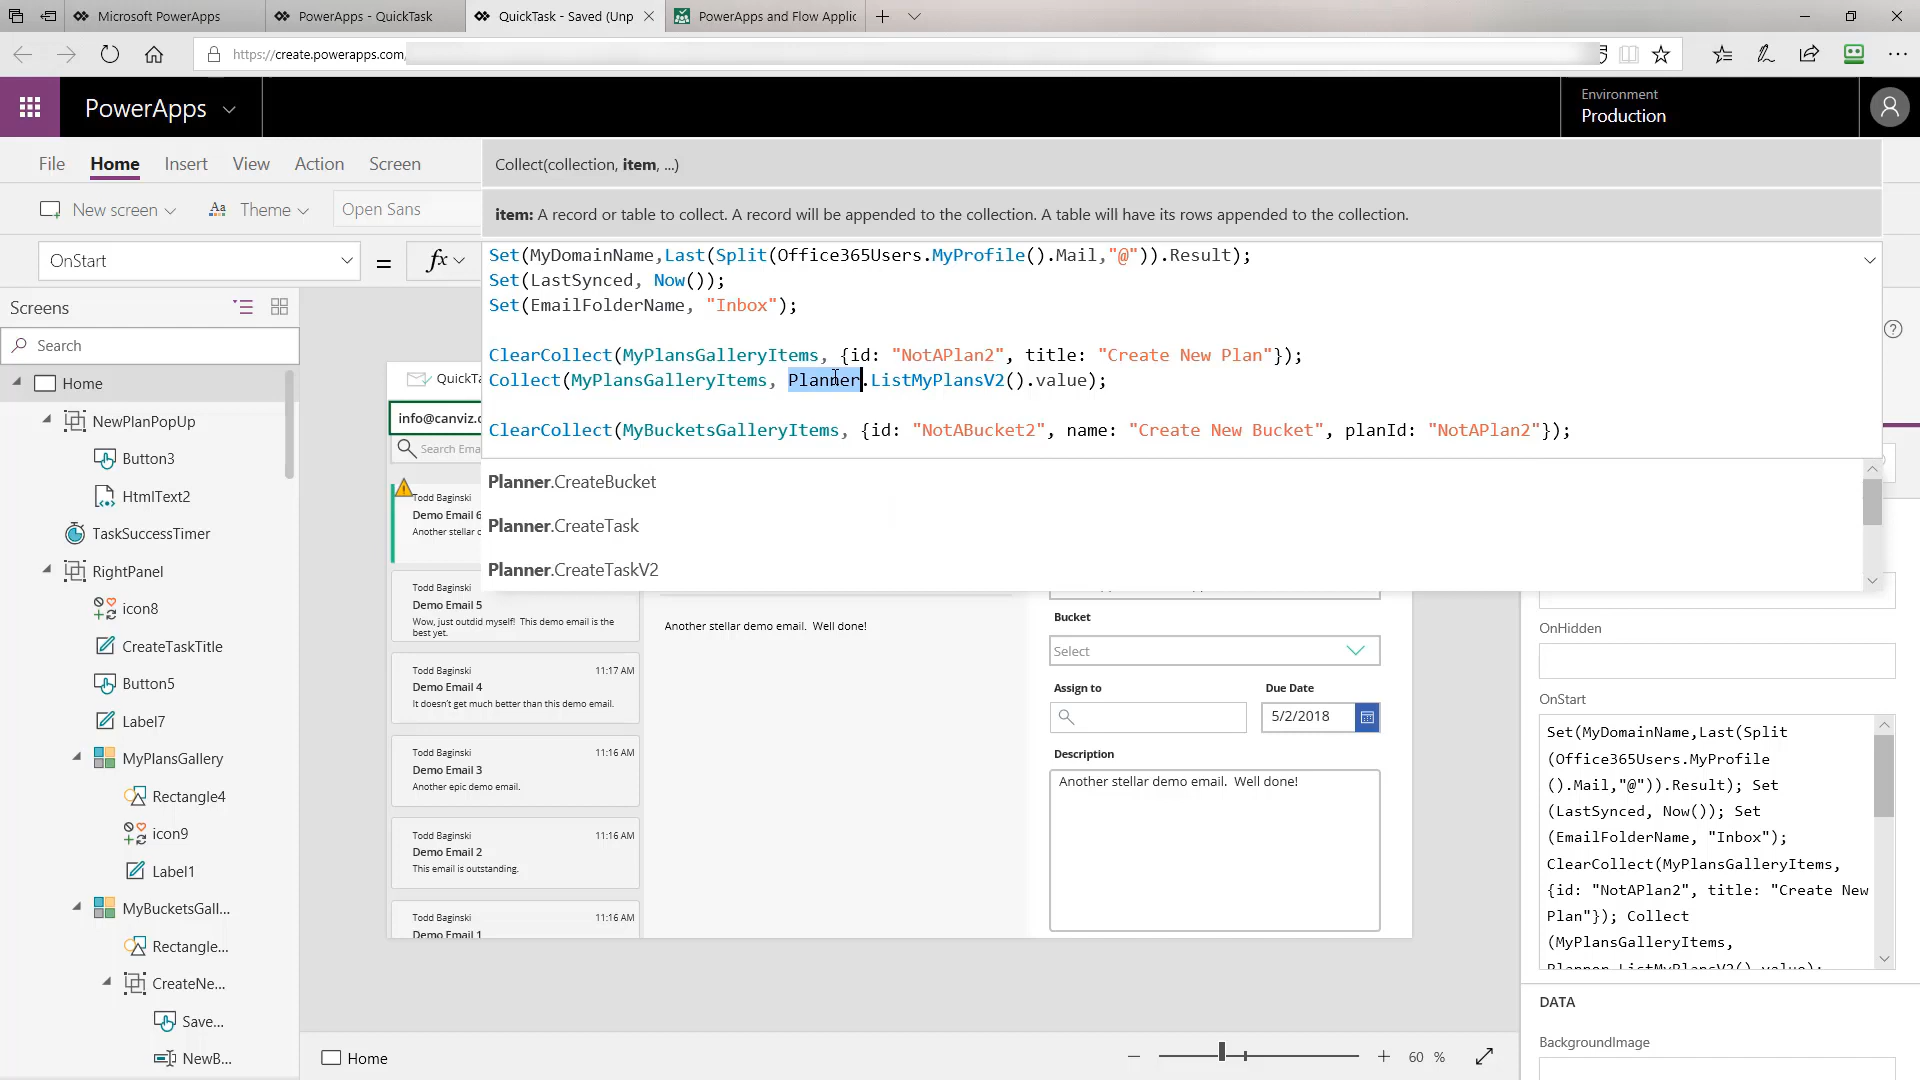 Microsoft PowerApps
PowerApps - QuickTask
QuickTask - Saved (Unp
PowerApps and Flow Applic
https://create.powerapps.com,
PowerApps
Environment
Production
File Home Insert View Action Screen
Collect(collection, item, ...)
New screen Theme Open Sans
item: A record or table to collect. A record will be appended to the collection. A table will have its rows appended to the collection.
OnStart = fx
Set(MyDomainName,Last(Split(Office365Users.MyProfile().Mail,"@")).Result);
Set(LastSynced, Now());
Set(EmailFolderName, "Inbox");
ClearCollect(MyPlansGalleryItems, {id: "NotAPlan2", title: "Create New Plan"});
Collect(MyPlansGalleryItems, Planner.ListMyPlansV2().value);
ClearCollect(MyBucketsGalleryItems, {id: "NotABucket2", name: "Create New Bucket", planId: "NotAPlan2"});
Planner.CreateBucket
Planner.CreateTask
Planner.CreateTaskV2
Screens
Search
Home
NewPlanPopUp
Button3
HtmlText2
TaskSuccessTimer
RightPanel
icon8
CreateTaskTitle
Button5
Label7
MyPlansGallery
Rectangle4
icon9
Label1
MyBucketsGall...
Rectangle...
CreateNe...
Save...
NewB...
QuickTa
info@canviz.c
Search Ema
Todd Baginski
Demo Email 6
Another stellar c
Todd Baginski
Demo Email 5
Wow, just outdid myself! This demo email is the
best yet.
Todd Baginski 11:17 AM
Demo Email 4
It doesn't get much better than this demo email.
Todd Baginski 11:16 AM
Demo Email 3
Another epic demo email.
Todd Baginski 11:16 AM
Demo Email 2
This email is outstanding.
Todd Baginski 11:16 AM
Demo Email 1
Another stellar demo email. Well done!
Bucket
Select
Assign to Due Date
5/2/2018
Description
Another stellar demo email. Well done!
OnHidden
OnStart
Set(MyDomainName,Last(Split
(Office365Users.MyProfile
().Mail,"@")).Result); Set
(LastSynced, Now()); Set
(EmailFolderName, "Inbox");
ClearCollect(MyPlansGalleryItems,
{id: "NotAPlan2", title: "Create New
Plan"}); Collect
(MyPlansGalleryItems,
Planner.ListMyPlansV2().value);
DATA
BackgroundImage
Home
60 %